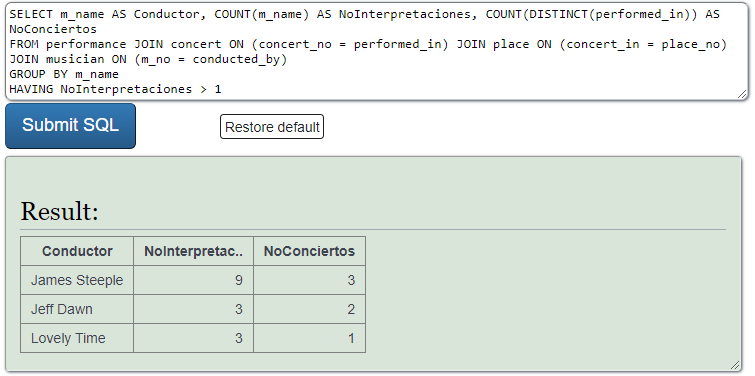 SELECT m_name AS Conductor, COUNT(m_name) AS NoInterpretaciones, COUNT(DISTINCT(performed_in)) AS
NoConciertos
FROM performance JOIN concert ON (concert_no = performed_in) JOIN place ON (concert_in = place_no)
JOIN musician ON (m_no = conducted_by)
GROUP BY m_name
HAVING NoInterpretaciones > 1
Submit SQL Restore default
Result:
Conductor NoInterpretac.. NoConciertos
James Steeple 9 3
Jeff Dawn 3 2
Lovely Time 3 1